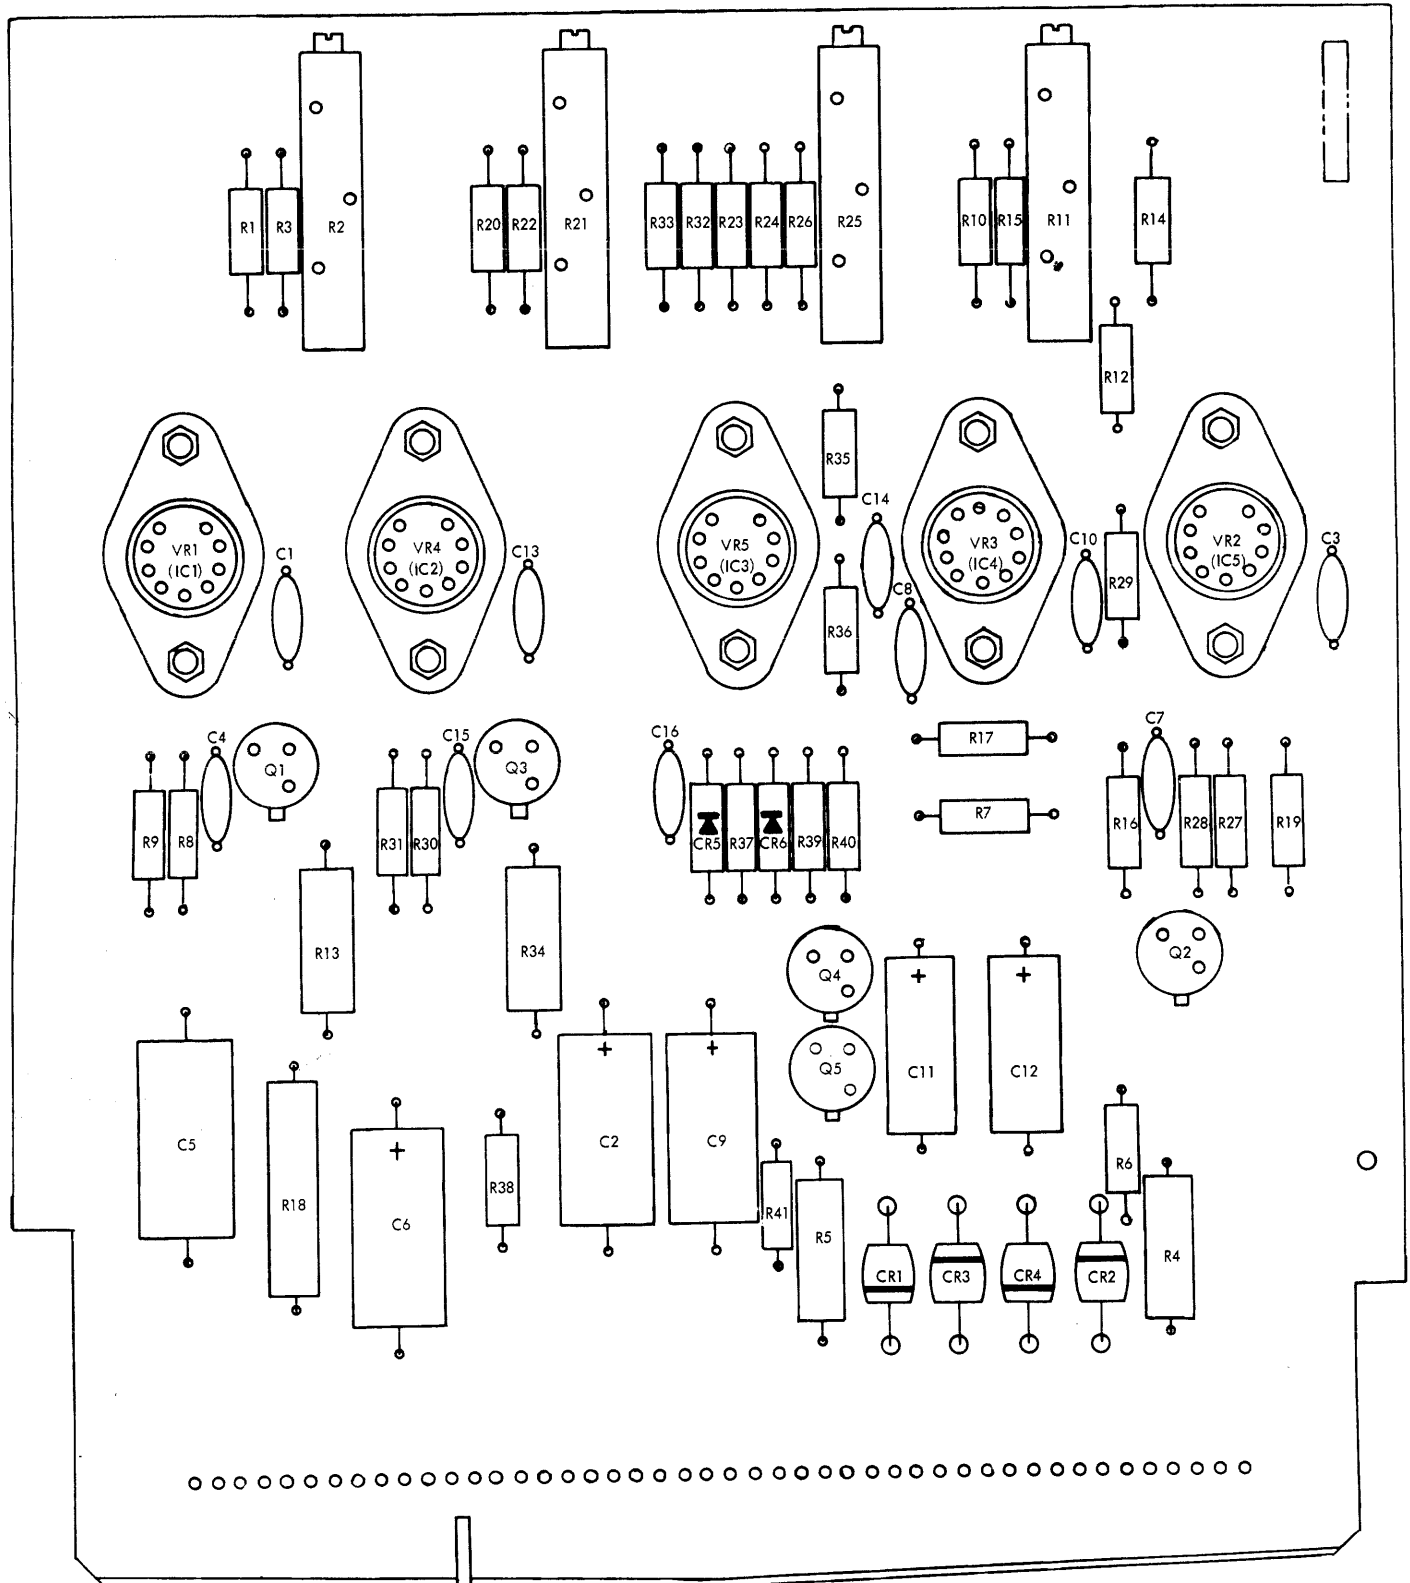 R1
R3
R2
R20
R22
R21
R33
R32
R23
R24
R26
R25
R10
R15
R11
R14
R12
R35
C14
VR1
(IC1)
C1
VR4
(IC2)
C13
VR5
(IC3)
VR3
(IC4)
C10
R29
VR2
(IC5)
C3
C8
R36
C4
Q1
C15
Q3
C16
R17
C7
R9
R8
R31
R30
CR5
R37
CR6
R39
R40
R7
R16
R28
R27
R19
R13
R34
Q4
+
+
Q2
C5
+
+
Q5
C11
C12
R18
+
C6
R38
C2
C9
R41
R5
R6
R4
CR1
CR3
CR4
CR2